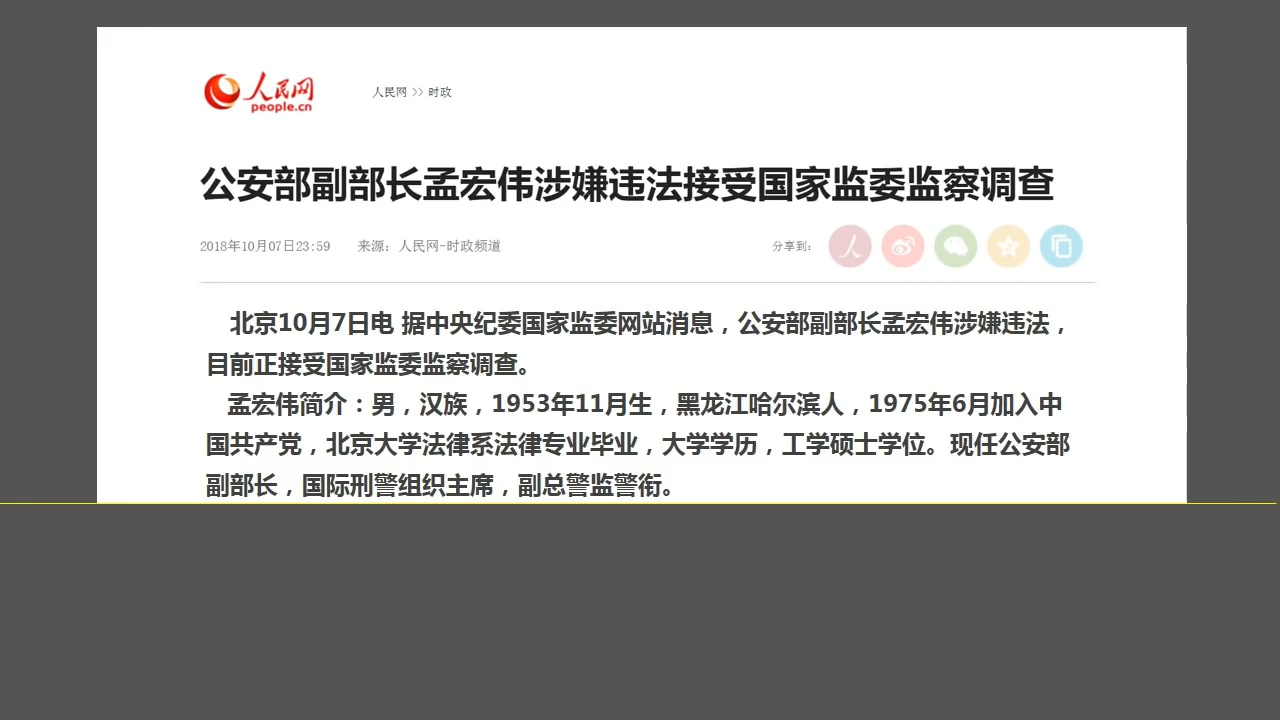 人民网
people.cn
人民网 >> 时政
公安部副部长孟宏伟涉嫌违法接受国家监委监察调查
2018年10月07日23:59 来源：人民网-时政频道 分享到：
北京10月7日电 据中央纪委国家监委网站消息，公安部副部长孟宏伟涉嫌违法，
目前正接受国家监委监察调查。
孟宏伟简介：男，汉族，1953年11月生，黑龙江哈尔滨人，1975年6月加入中
国共产党，北京大学法律系法律专业毕业，大学学历，工学硕士学位。现任公安部
副部长，国际刑警组织主席，副总警监警衔。